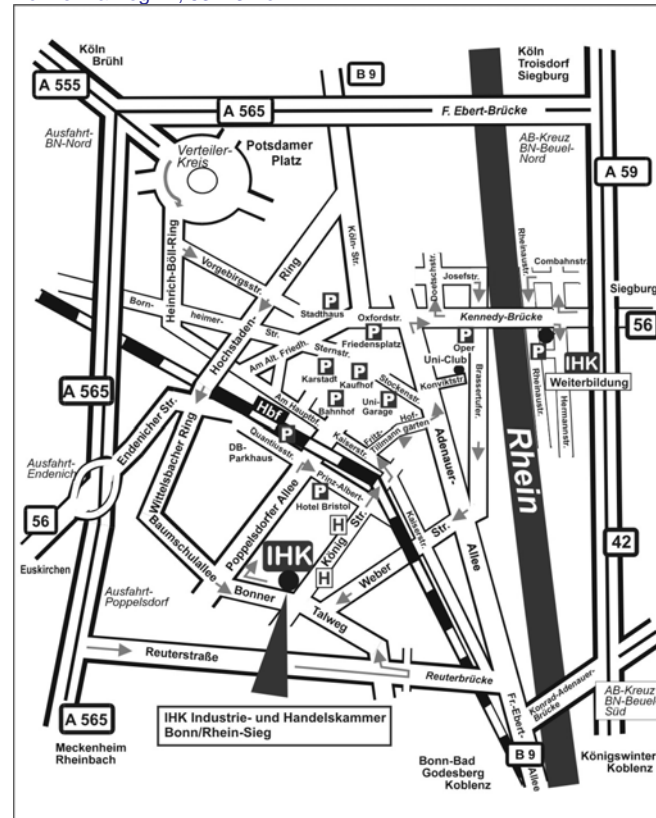 Köln
Brühl
B 9
Köln
Troisdorf
Siegburg
A 555
A 565
F. Ebert-Brücke
Ausfahrt-
BN-Nord
Verteiler-
Kreis
Potsdamer
Platz
AB-Kreuz
BN-Beuel-
Nord
A 59
Heinrich-Böll-Ring
Vorgebirgsstr.
Hochstaden-
Ring
Köln- Str.
Doetschstr.
Josefstr.
Rheinaustr.
Combahnstr.
Siegburg
Born-
heimer-
Str.
P
Stadthaus
Oxfordstr.
P
Friedensplatz
Kennedy-Brücke
56
Am Alt. Friedh.
Sternstr.
P
Karstadt
P
Kaufhof
Stockenstr.
P
Oper
Uni-Club
Konviktstr.
Brassertufer.
P
Rheinaustr.
IHK
Weiterbildung
Hermannstr.
A 565
Endenicher Str.
Wittelsbacher Ring
Am Hauptbf.
Hbf
P
Bahnhof
P
Uni-
Garage
P
DB-
Parkhaus
Quantiusstr.
Kaiserstr.
Fritz-
Tillmann
Hof-
garten
Adenauer-
Allee
Rhein
Ausfahrt-
Endenich
56
Euskirchen
Prinz-Albert-
Str.
P
Hotel Bristol
H
König
H
Poppelsdorfer Allee
Baumschulallee
IHK
Kaiserstr.
Weber
Str.
42
Ausfahrt-
Poppelsdorf
Bonner
Talweg
Reuterstraße
Reuterbrücke
Konrad-Adenauer-
Brücke
Fr.-Ebert-
Allee
AB-Kreuz
BN-Beuel-
Süd
A 565
IHK Industrie- und Handelskammer
Bonn/Rhein-Sieg
Meckenheim
Rheinbach
Bonn-Bad
Godesberg
Koblenz
B 9
Königswinter
Koblenz